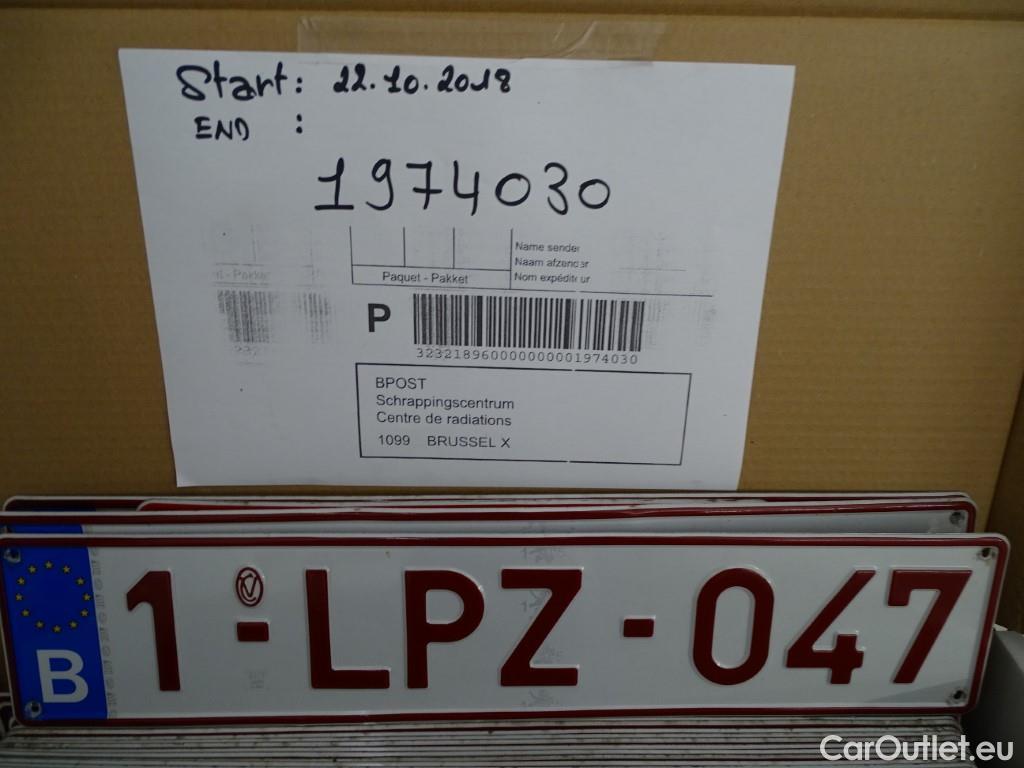 Start: 22.10.2018
END :
1974030
Name sender
Naam afzender
Paquet - Pakket
Nom expéditeur
P
3232189600000000001974030
BPOST
Schrappingscentrum
Centre de radiations
1099 BRUSSEL X
B 1-LPZ-047
CarOutlet.eu